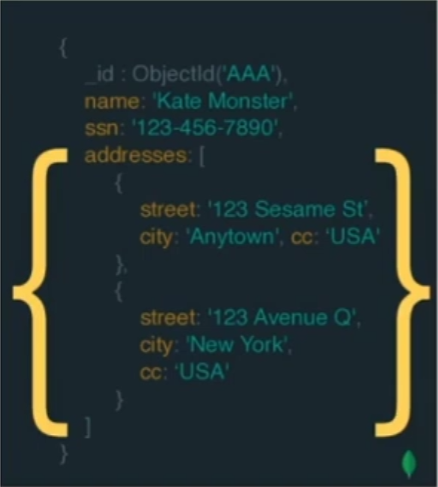 {
_id : ObjectId('AAA'),
name: 'Kate Monster',
ssn: '123-456-7890',
addresses: [
{
street: '123 Sesame St',
city: 'Anytown', cc: 'USA'
},
{
street: '123 Avenue Q',
city: 'New York',
cc: 'USA'
}
]
}